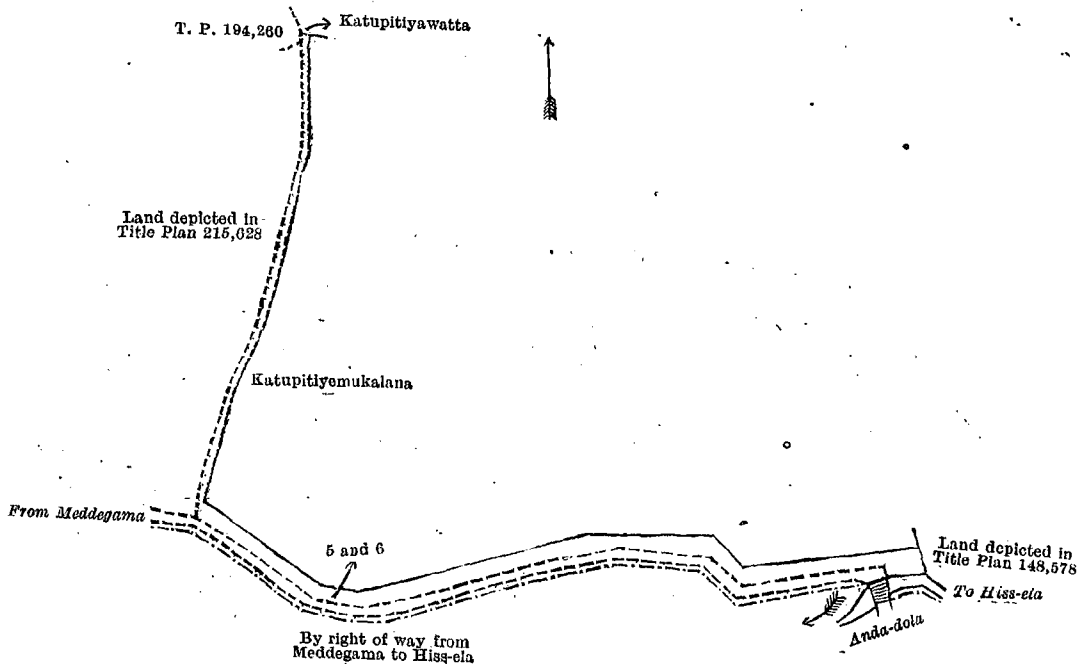 T. P. 194,260
Katupitiyawatta
Land depicted in
Title Plan 215,628
Katupitiyemukalana
From Meddegama
5 and 6
Land depicted in
Title Plan 148,578
To Hiss-ela
Anda-dola
By right of way from
Meddegama to Hiss-ela